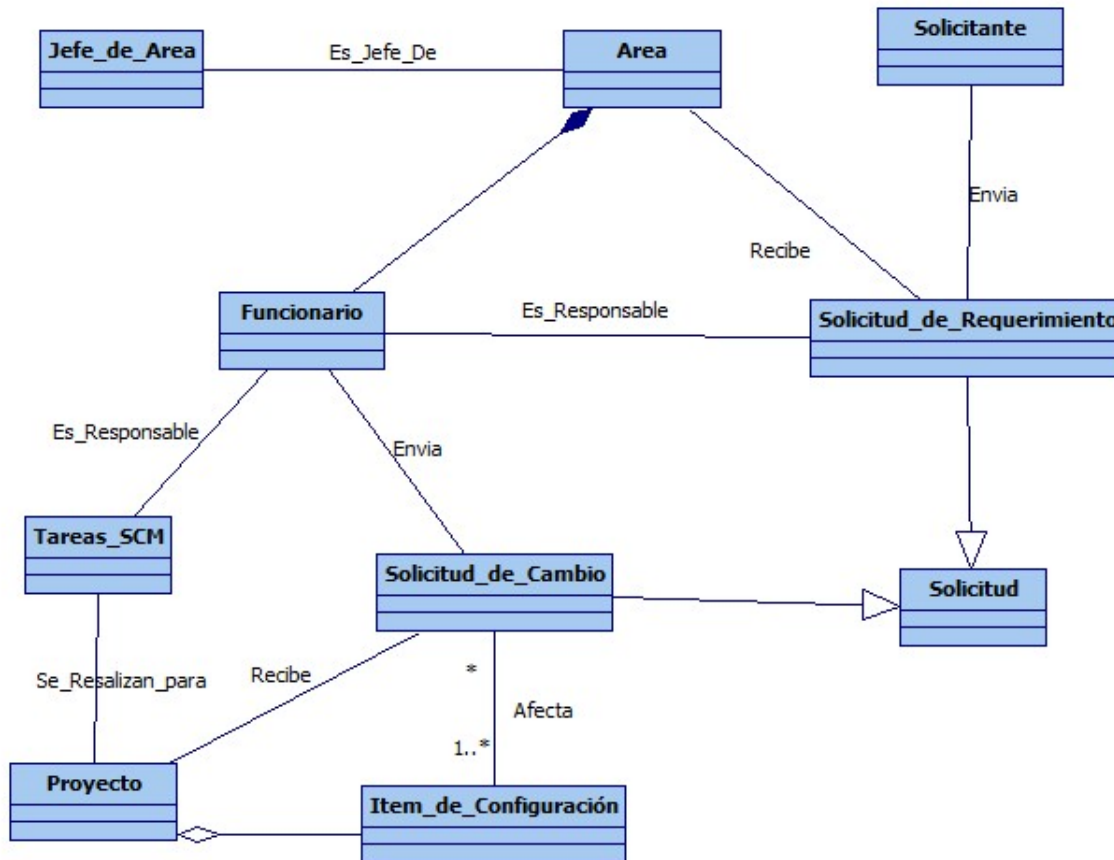 Jefe_de_Area
Es_Jefe_De
Area
Solicitante
Envia
Recibe
Funcionario
Es_Responsable
Solicitud_de_Requerimiento
Es_Responsable
Envia
Tareas_SCM
Solicitud_de_Cambio
Solicitud
Se_Resalizan_para
Recibe
*
Afecta
1..*
Proyecto
Item_de_Configuración